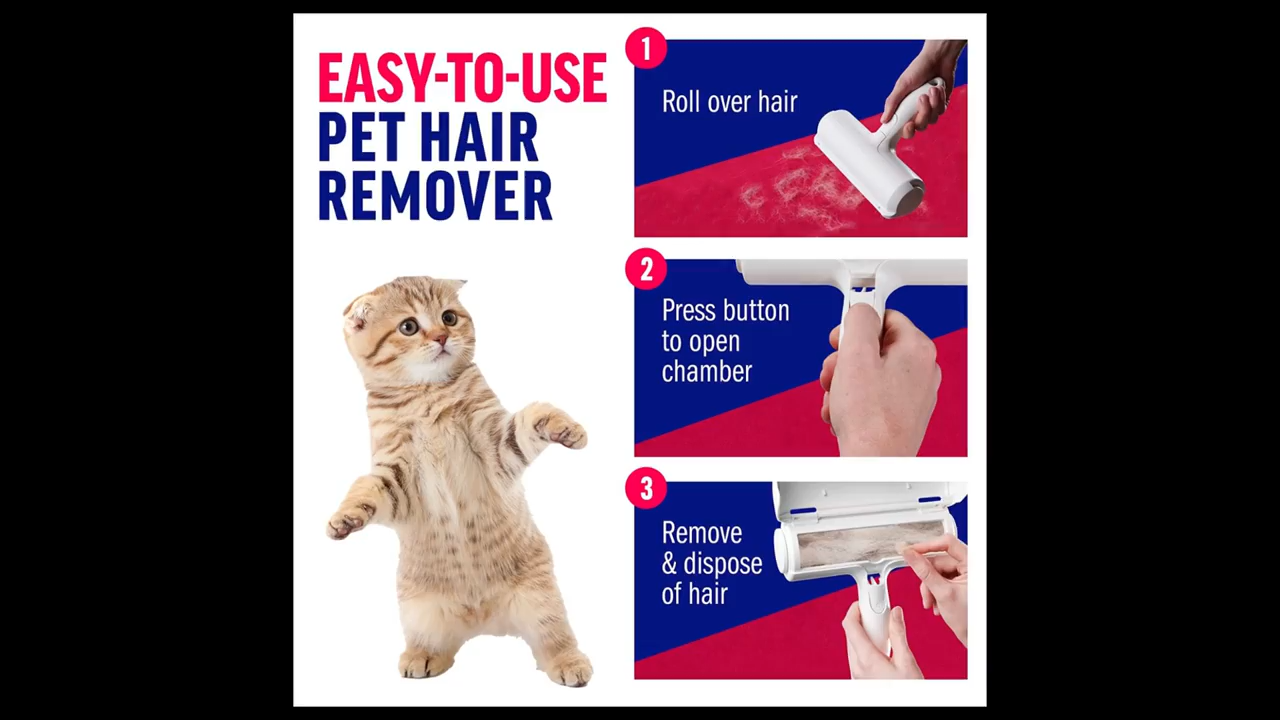 EASY-TO-USE
PET HAIR
REMOVER
1
Roll over hair
2
Press button
to open
chamber
3
Remove
& dispose
of hair